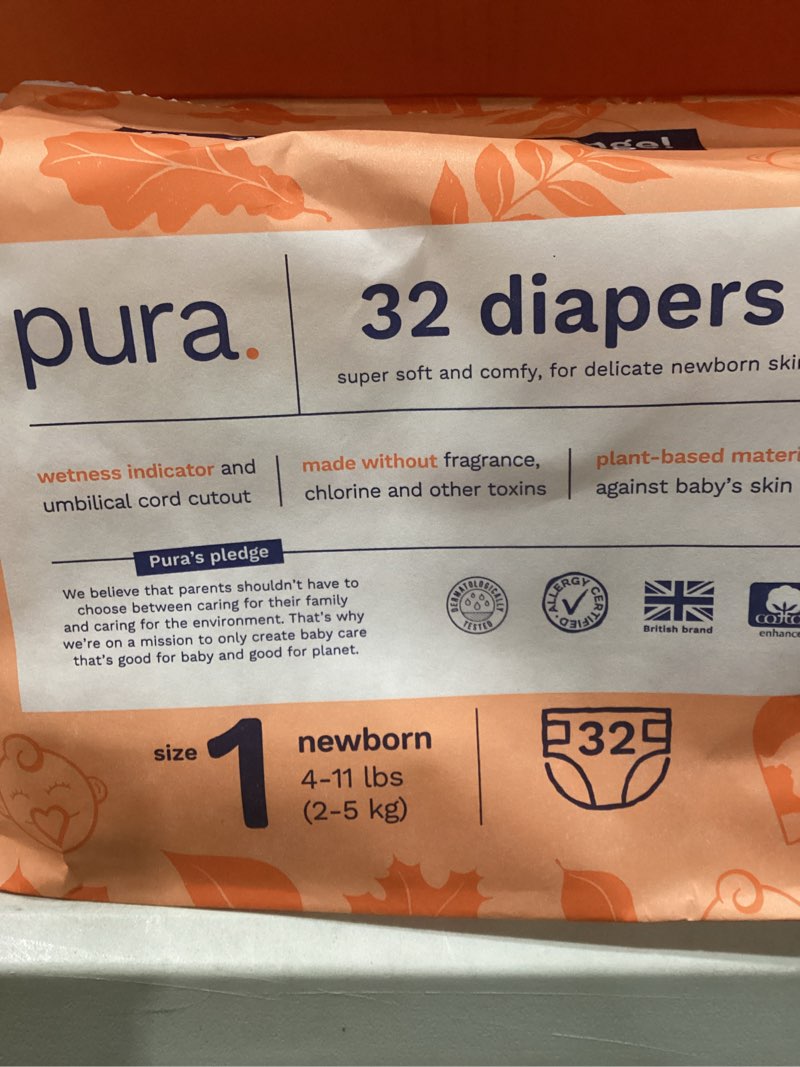 pura.
32 diapers
super soft and comfy, for delicate newborn
wetness indicator and
umbilical cord cutout
made without fragrance,
chlorine and other toxins
plant-based
against baby's skin
Pura's pledge
We believe that parents shouldn't have to
choose between caring for their family
and caring for the environment. That's why
we're on a mission to only create baby care
that's good for baby and good for planet.
DERMATOLOGICALLY
TESTED
ALLERGY CERTIFIED
British brand
size 1
newborn
4-11 lbs
(2-5 kg)
32